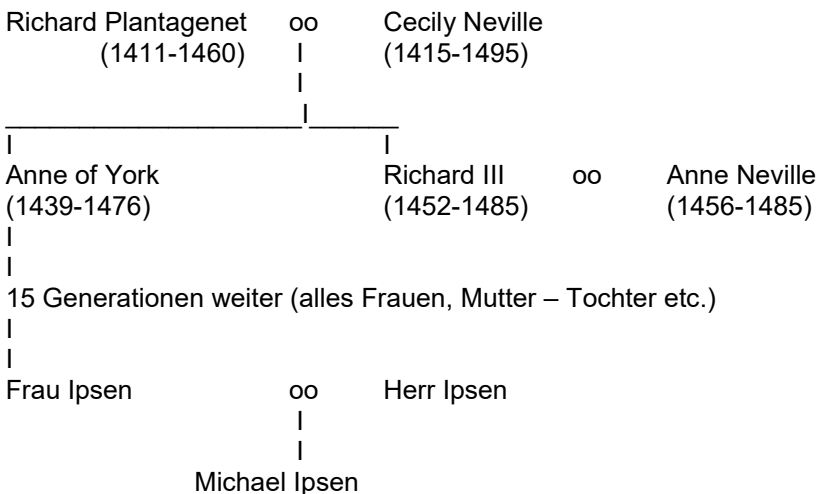 Richard Plantagenet oo Cecily Neville
(1411-1460) I (1415-1495)
I
_____________________I______
I I
Anne of York Richard III oo Anne Neville
(1439-1476) (1452-1485) (1456-1485)
I
I
15 Generationen weiter (alles Frauen, Mutter – Tochter etc.)
I
I
Frau Ipsen oo Herr Ipsen
I
I
Michael Ipsen